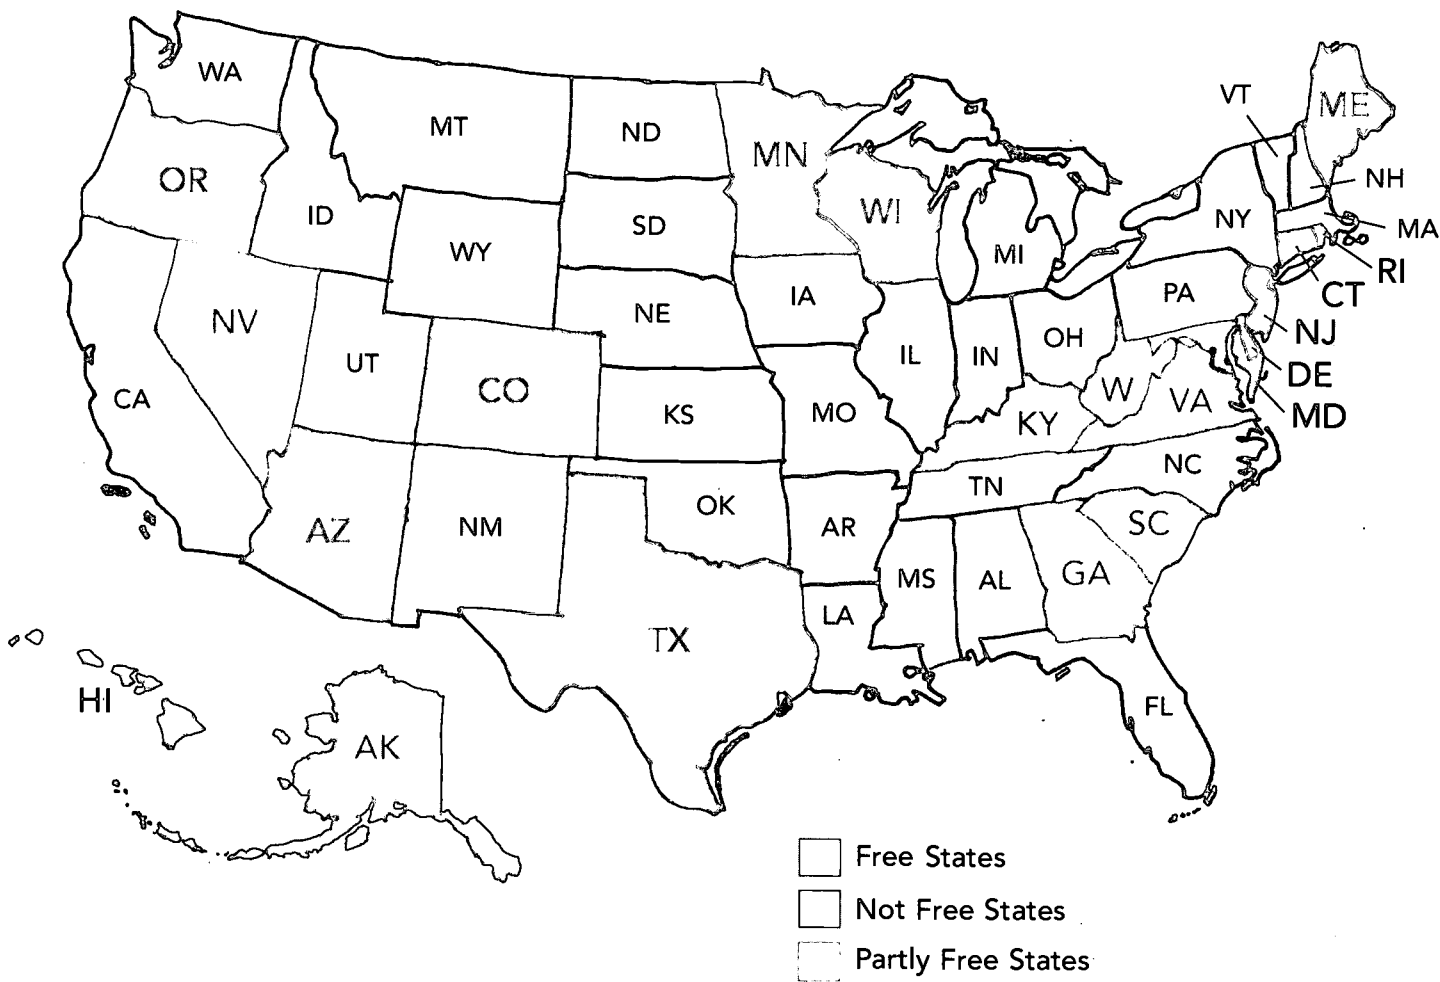 WA
MT
ND
MN
VT
ME
OR
ID
WY
SD
WI
MI
NY
NH
MA
RI
CT
NV
UT
CO
NE
IA
IL
IN
OH
PA
NJ
DE
MD
CA
KS
MO
KY
W
VA
AZ
NM
OK
AR
TN
NC
SC
TX
LA
MS
AL
GA
FL
HI
AK
Free States
Not Free States
Partly Free States